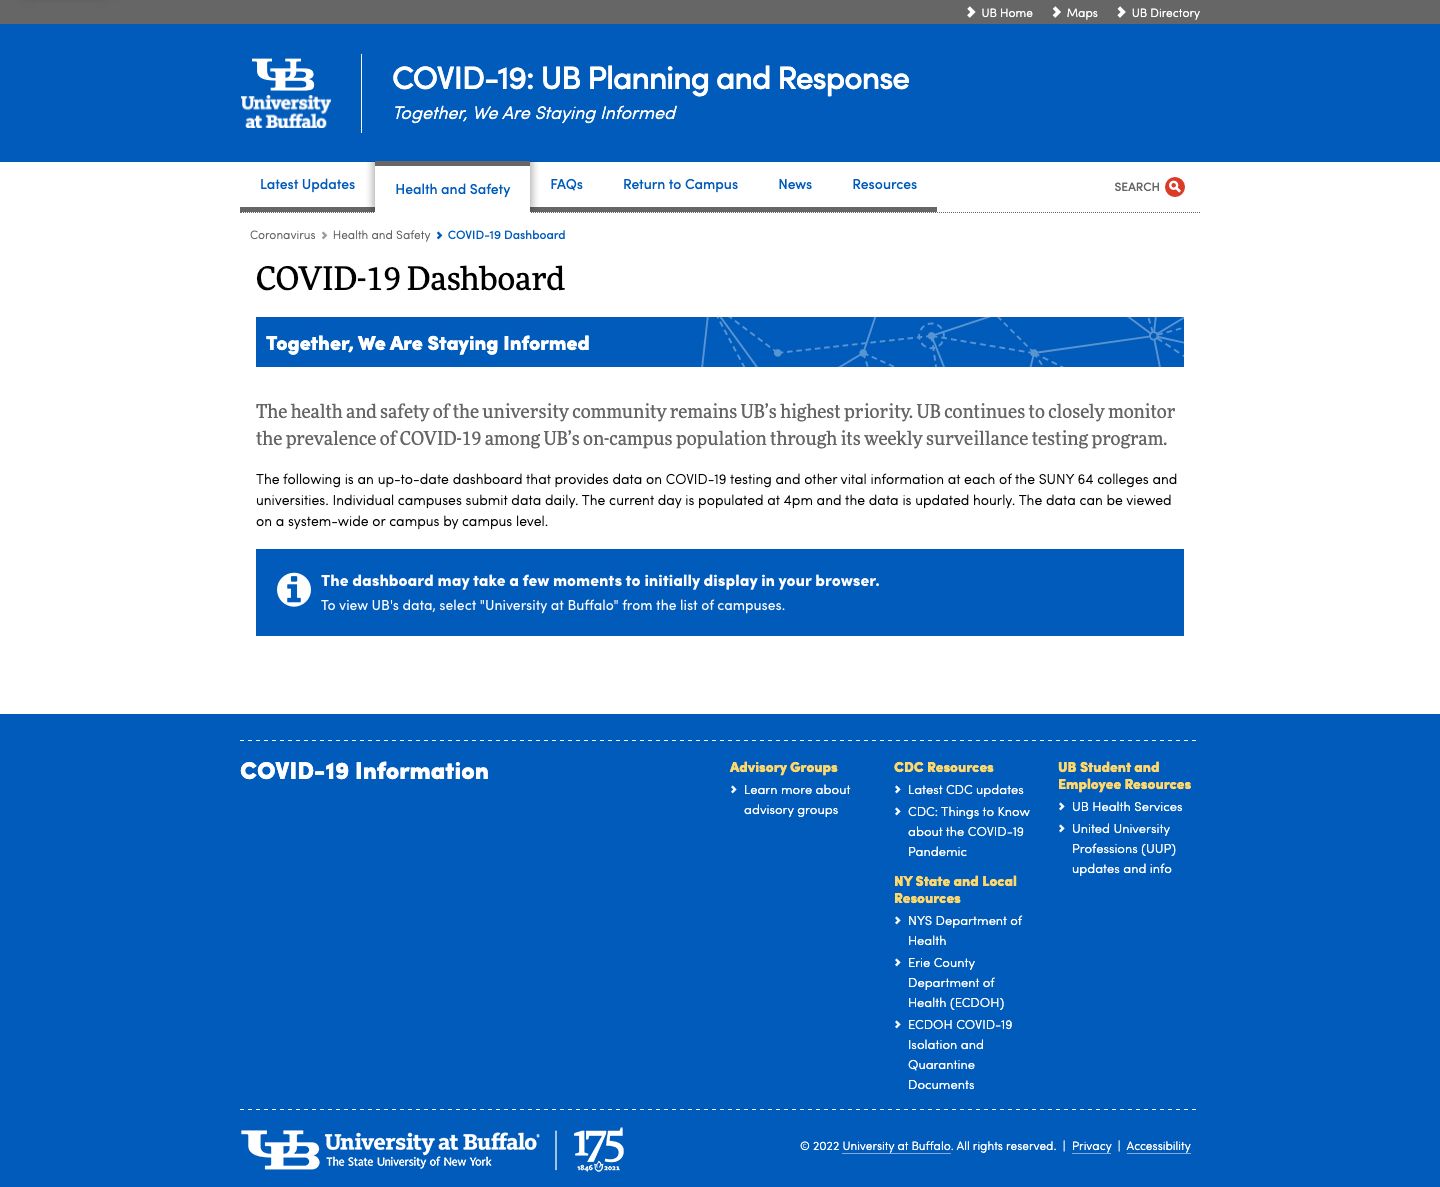 UB Home Maps UB Directory
University
at Buffalo
COVID-19: UB Planning and Response
Together, We Are Staying Informed
Latest Updates Health and Safety FAQs Return to Campus News Resources SEARCH
Coronavirus Health and Safety COVID-19 Dashboard
COVID-19 Dashboard
Together, We Are Staying Informed
The health and safety of the university community remains UB’s highest priority. UB continues to closely monitor
the prevalence of COVID-19 among UB’s on-campus population through its weekly surveillance testing program.
The following is an up-to-date dashboard that provides data on COVID-19 testing and other vital information at each of the SUNY 64 colleges and
universities. Individual campuses submit data daily. The current day is populated at 4pm and the data is updated hourly. The data can be viewed
on a system-wide or campus by campus level.
The dashboard may take a few moments to initially display in your browser.
To view UB's data, select "University at Buffalo" from the list of campuses.
COVID-19 Information
Advisory Groups
Learn more about
advisory groups
CDC Resources
Latest CDC updates
CDC: Things to Know
about the COVID-19
Pandemic
NY State and Local
Resources
NYS Department of
Health
Erie County
Department of
Health (ECDOH)
ECDOH COVID-19
Isolation and
Quarantine
Documents
UB Student and
Employee Resources
UB Health Services
United University
Professions (UUP)
updates and info
UB University at Buffalo
The State University of New York
175
1846 2021
© 2022 University at Buffalo. All rights reserved. | Privacy | Accessibility